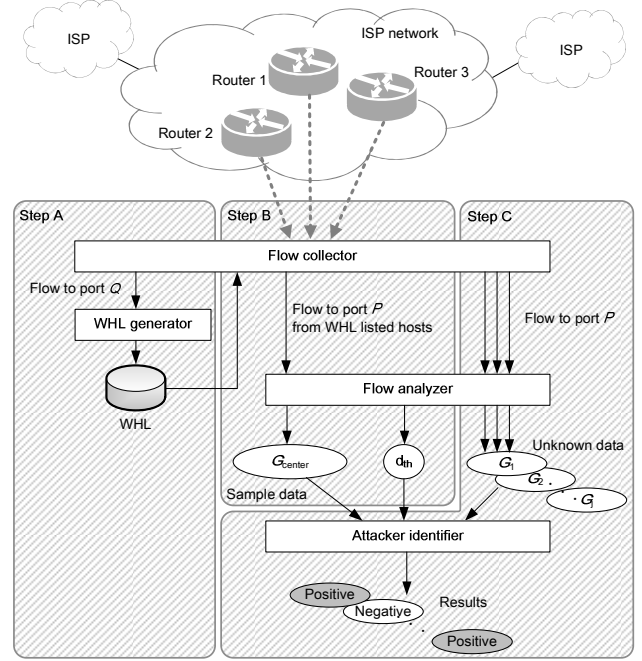 ISP
ISP network
ISP
Router 1
Router 3
Router 2
Step A
Step B
Step C
Flow collector
Flow to port Q
Flow to port P
from WHL listed hosts
Flow to port P
WHL generator
WHL
Flow analyzer
Gcenter
dth
Unknown data
G1
G2
Gj
Sample data
Attacker identifier
Positive
Negative
Results
Positive